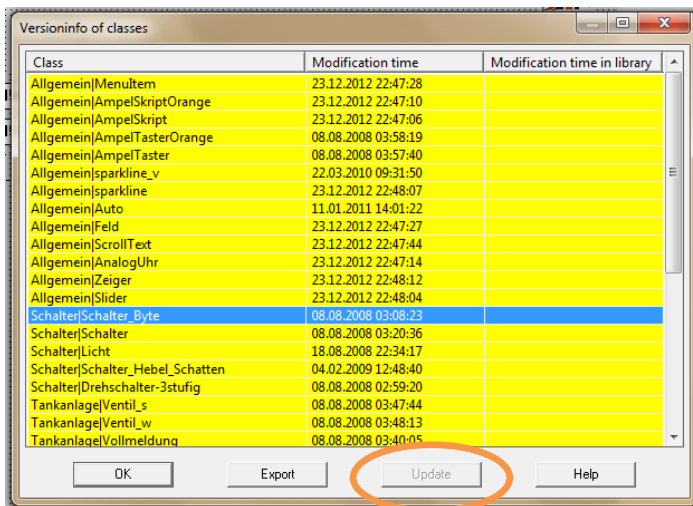 Versioninfo of classes
Class Modification time Modification time in library
Allgemein|MenuItem 23.12.2012 22:47:28
Allgemein|AmpelSkriptOrange 23.12.2012 22:47:10
Allgemein|AmpelSkript 23.12.2012 22:47:06
Allgemein|AmpelTasterOrange 08.08.2008 03:58:19
Allgemein|AmpelTaster 08.08.2008 03:57:40
Allgemein|sparkline_v 22.03.2010 09:31:50
Allgemein|sparkline 23.12.2012 22:48:07
Allgemein|Auto 11.01.2011 14:01:22
Allgemein|Feld 23.12.2012 22:47:27
Allgemein|ScrollText 23.12.2012 22:47:44
Allgemein|AnalogUhr 23.12.2012 22:47:14
Allgemein|Zeiger 23.12.2012 22:48:12
Allgemein|Slider 23.12.2012 22:48:04
Schalter|Schalter_Byte 08.08.2008 03:08:23
Schalter|Schalter 08.08.2008 03:20:36
Schalter|Licht 18.08.2008 22:34:17
Schalter|Schalter_Hebel_Schatten 04.02.2009 12:48:40
Schalter|Drehschalter-3stufig 08.08.2008 02:59:20
Tankanlage|Ventil_s 08.08.2008 03:47:44
Tankanlage|Ventil_w 08.08.2008 03:48:13
Tankanlage|Vollmeldung 08.08.2008 03:40:05
OK Export Update Help